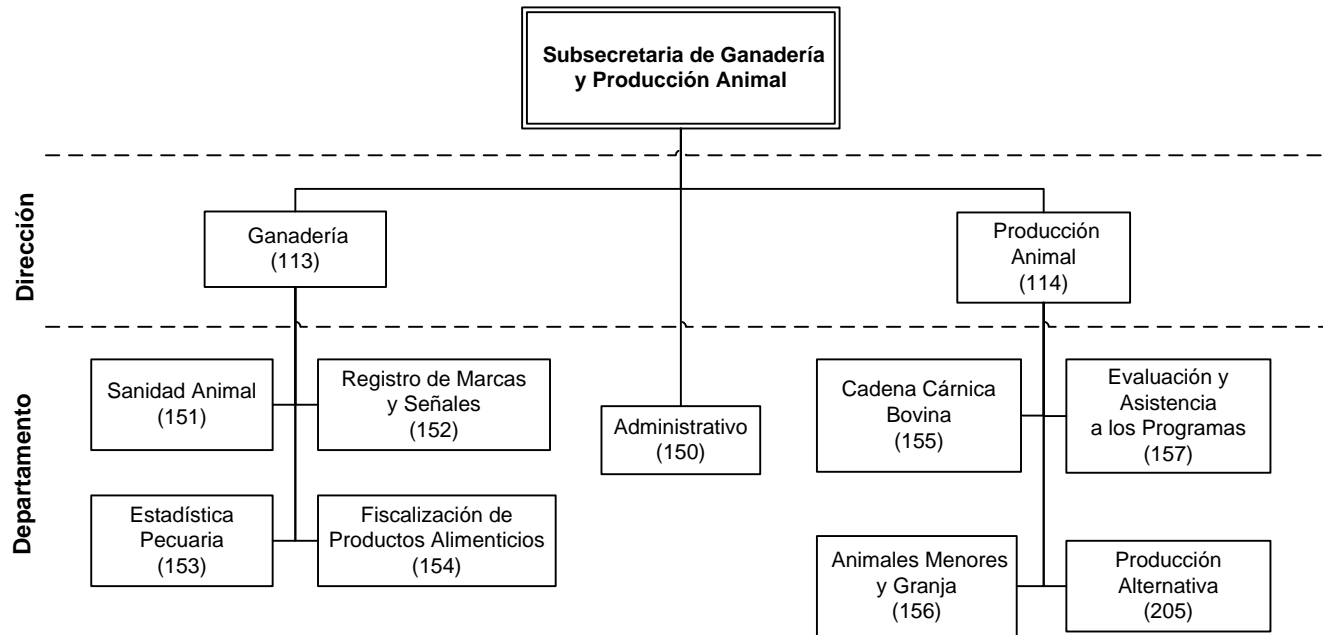 Subsecretaria de Ganadería
y Producción Animal
Dirección
Ganadería
(113)
Producción
Animal
(114)
Departamento
Sanidad Animal
(151)
Registro de Marcas
y Señales
(152)
Administrativo
(150)
Cadena Cárnica
Bovina
(155)
Evaluación y
Asistencia
a los Programas
(157)
Estadística
Pecuaria
(153)
Fiscalización de
Productos Alimenticios
(154)
Animales Menores
y Granja
(156)
Producción
Alternativa
(205)